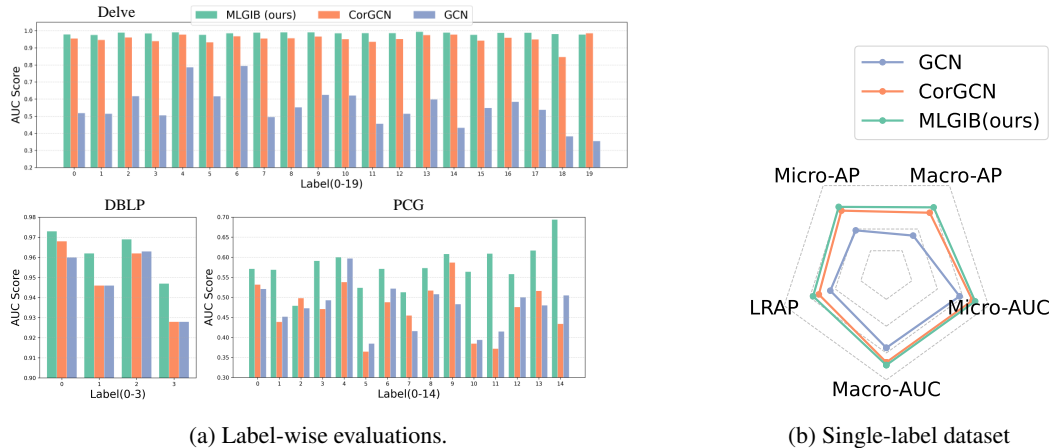 Delve
MLGIB (ours) CorGCN GCN
AUC Score
1.0
0.9
0.8
0.7
0.6
0.5
0.4
0.3
0.2
0 1 2 3 4 5 6 7 8 9 10 11 12 13 14 15 16 17 18 19
Label(0-19)
DBLP
AUC Score
0.98
0.97
0.96
0.95
0.94
0.93
0.92
0.91
0.90
0 1 2 3
Label(0-3)
PCG
AUC Score
0.70
0.65
0.60
0.55
0.50
0.45
0.40
0.35
0.30
0 1 2 3 4 5 6 7 8 9 10 11 12 13 14
Label(0-14)
(a) Label-wise evaluations.
GCN
CorGCN
MLGIB(ours)
Micro-AP Macro-AP
LRAP Micro-AUC
Macro-AUC
(b) Single-label dataset